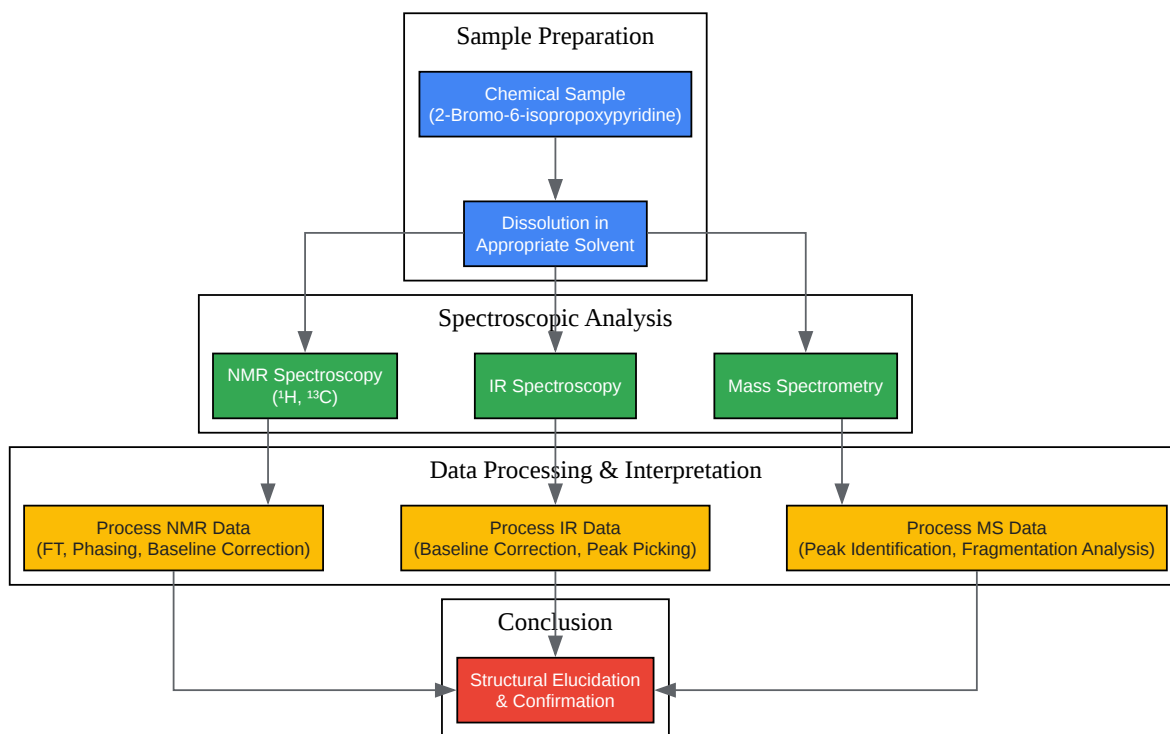 Sample Preparation
Chemical Sample
(2-Bromo-6-isopropoxypyridine)
Dissolution in
Appropriate Solvent
Spectroscopic Analysis
NMR Spectroscopy
(¹H, ¹³C)
IR Spectroscopy
Mass Spectrometry
Data Processing & Interpretation
Process NMR Data
(FT, Phasing, Baseline Correction)
Process IR Data
(Baseline Correction, Peak Picking)
Process MS Data
(Peak Identification, Fragmentation Analysis)
Conclusion
Structural Elucidation
& Confirmation